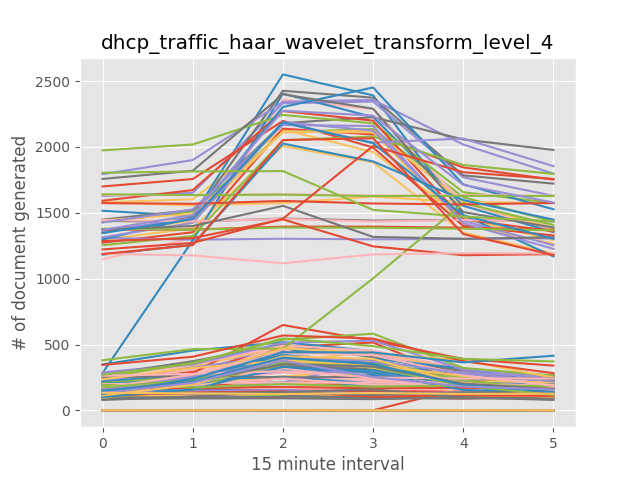 dhcp_traffic_haar_wavelet_transform_level_4
# of document generated
2500
2000
1500
1000
500
0
0 1 2 3 4 5
15 minute interval